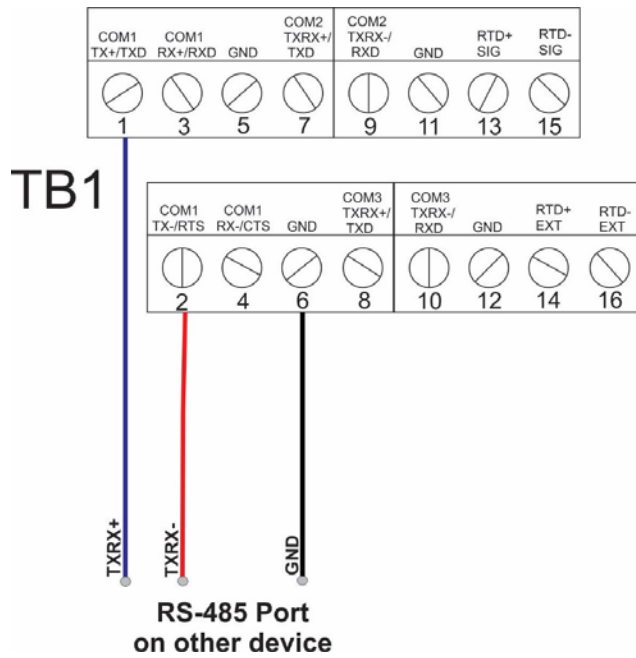 COM1 TX+/TXD
COM1 RX+/RXD
GND
COM2 TXRX+/ TXD
COM2 TXRX-/ RXD
GND
RTD+ SIG
RTD- SIG
1 3 5 7 9 11 13 15
TB1
COM1 TX-/RTS
COM1 RX-/CTS
GND
COM3 TXRX+/ TXD
COM3 TXRX-/ RXD
GND
RTD+ EXT
RTD- EXT
2 4 6 8 10 12 14 16
TXRX+
TXRX-
GND
RS-485 Port
on other device